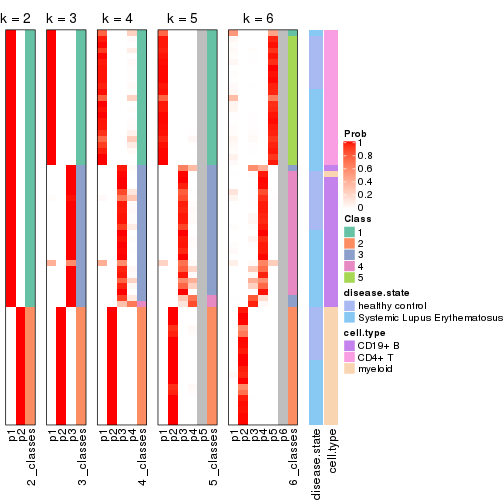 k = 2 k = 3 k = 4 k = 5 k = 6
Prob
1
0.8
0.6
0.4
0.2
0
Class
1
2
3
4
5
disease.state
healthy control
Systemic Lupus Erythematosus
cell.type
CD19+ B
CD4+ T
myeloid
p1
p2
2_classes
p1
p2
p3
3_classes
p1
p2
p3
p4
4_classes
p1
p2
p3
p4
p5
5_classes
p1
p2
p3
p4
p5
p6
6_classes
disease.state
cell.type